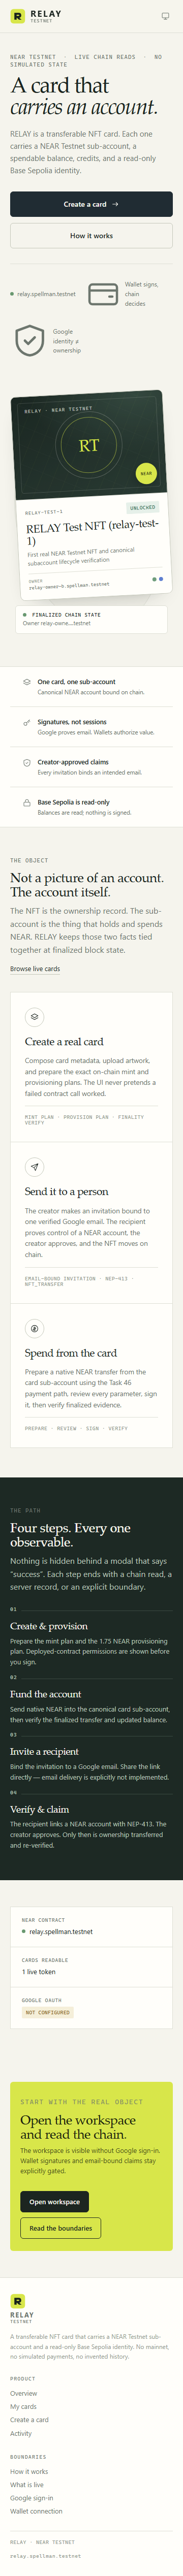 R RELAY
TESTNET
NEAR TESTNET · LIVE CHAIN READS · NO
SIMULATED STATE
A card that
carries an account.
RELAY is a transferable NFT card. Each one
carries a NEAR Testnet sub-account, a
spendable balance, credits, and a read-only
Base Sepolia identity.
Create a card →
How it works
relay.spellman.testnet
Wallet signs,
chain
decides
Google
identity ≠
ownership
RELAY · NEAR TESTNET
RT
NEAR
RELAY-TEST-1
UNLOCKED
RELAY Test NFT (relay-test-
1)
First real NEAR Testnet NFT and canonical
subaccount lifecycle verification
OWNER
relay-owner-b.spellman.testnet
FINALIZED CHAIN STATE
Owner relay-owne...testnet
One card, one sub-account
Canonical NEAR account bound on chain.
Signatures, not sessions
Google proves email. Wallets authorize value.
Creator-approved claims
Every invitation binds an intended email.
Base Sepolia is read-only
Balances are read; nothing is signed.
THE OBJECT
Not a picture of an account.
The account itself.
The NFT is the ownership record. The sub-
account is the thing that holds and spends
NEAR. RELAY keeps those two facts tied
together at finalized block state.
Browse live cards
Create a real card
Compose card metadata, upload artwork,
and prepare the exact on-chain mint and
provisioning plans. The UI never pretends a
failed contract call worked.
MINT PLAN · PROVISION PLAN · FINALITY
VERIFY
Send it to a person
The creator makes an invitation bound to
one verified Google email. The recipient
proves control of a NEAR account, the
creator approves, and the NFT moves on
chain.
EMAIL-BOUND INVITATION · NEP-413 ·
NFT_TRANSFER
Spend from the card
Prepare a native NEAR transfer from the
card sub-account using the Task 46
payment path, review every parameter, sign
it, then verify finalized evidence.
PREPARE · REVIEW · SIGN · VERIFY
THE PATH
Four steps. Every one
observable.
Nothing is hidden behind a modal that says
"success". Each step ends with a chain read, a
server record, or an explicit boundary.
01
Create & provision
Prepare the mint plan and the 1.75 NEAR provisioning
plan. Deployed-contract permissions are shown before
you sign.
02
Fund the account
Send native NEAR into the canonical card sub-account,
then verify the finalized transfer and updated balance.
03
Invite a recipient
Bind the invitation to a Google email. Share the link
directly — email delivery is explicitly not implemented.
04
Verify & claim
The recipient links a NEAR account with NEP-413. The
creator approves. Only then is ownership transferred
and re-verified.
NEAR CONTRACT
relay.spellman.testnet
CARDS READABLE
1 live token
GOOGLE OAUTH
NOT CONFIGURED
START WITH THE REAL OBJECT
Open the workspace
and read the chain.
The workspace is visible without Google sign-in.
Wallet signatures and email-bound claims stay
explicitly gated.
Open workspace
Read the boundaries
R
RELAY
TESTNET
A transferable NFT card that carries a NEAR Testnet sub-
account and a read-only Base Sepolia identity. No mainnet,
no simulated payments, no invented history.
PRODUCT
Overview
My cards
Create a card
Activity
BOUNDARIES
How it works
What is live
Google sign-in
Wallet connection
RELAY · NEAR TESTNET
relay.spellman.testnet